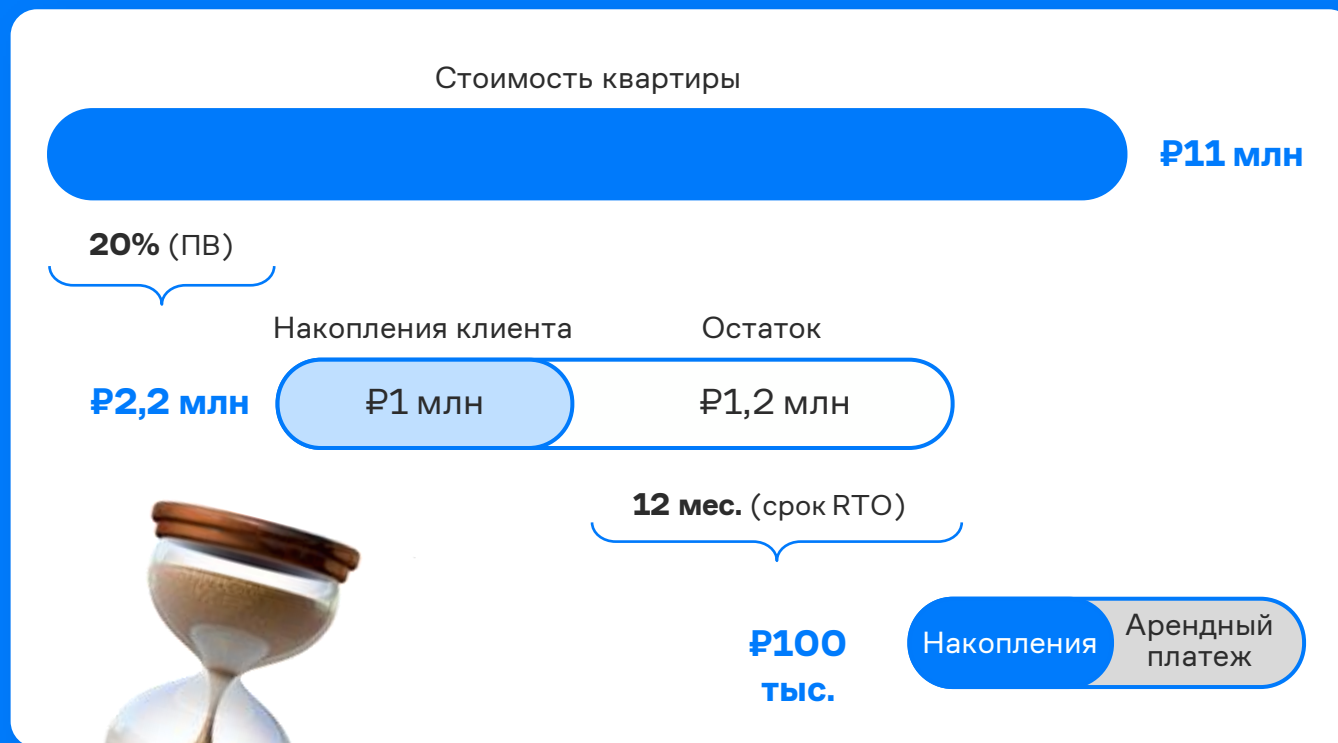 Стоимость квартиры
₽11 млн
20% (ПВ)
Накопления клиента
Остаток
₽2,2 млн
₽1 млн
₽1,2 млн
12 мес. (срок RTO)
₽100
тыс.
Накопления
Арендный
платеж